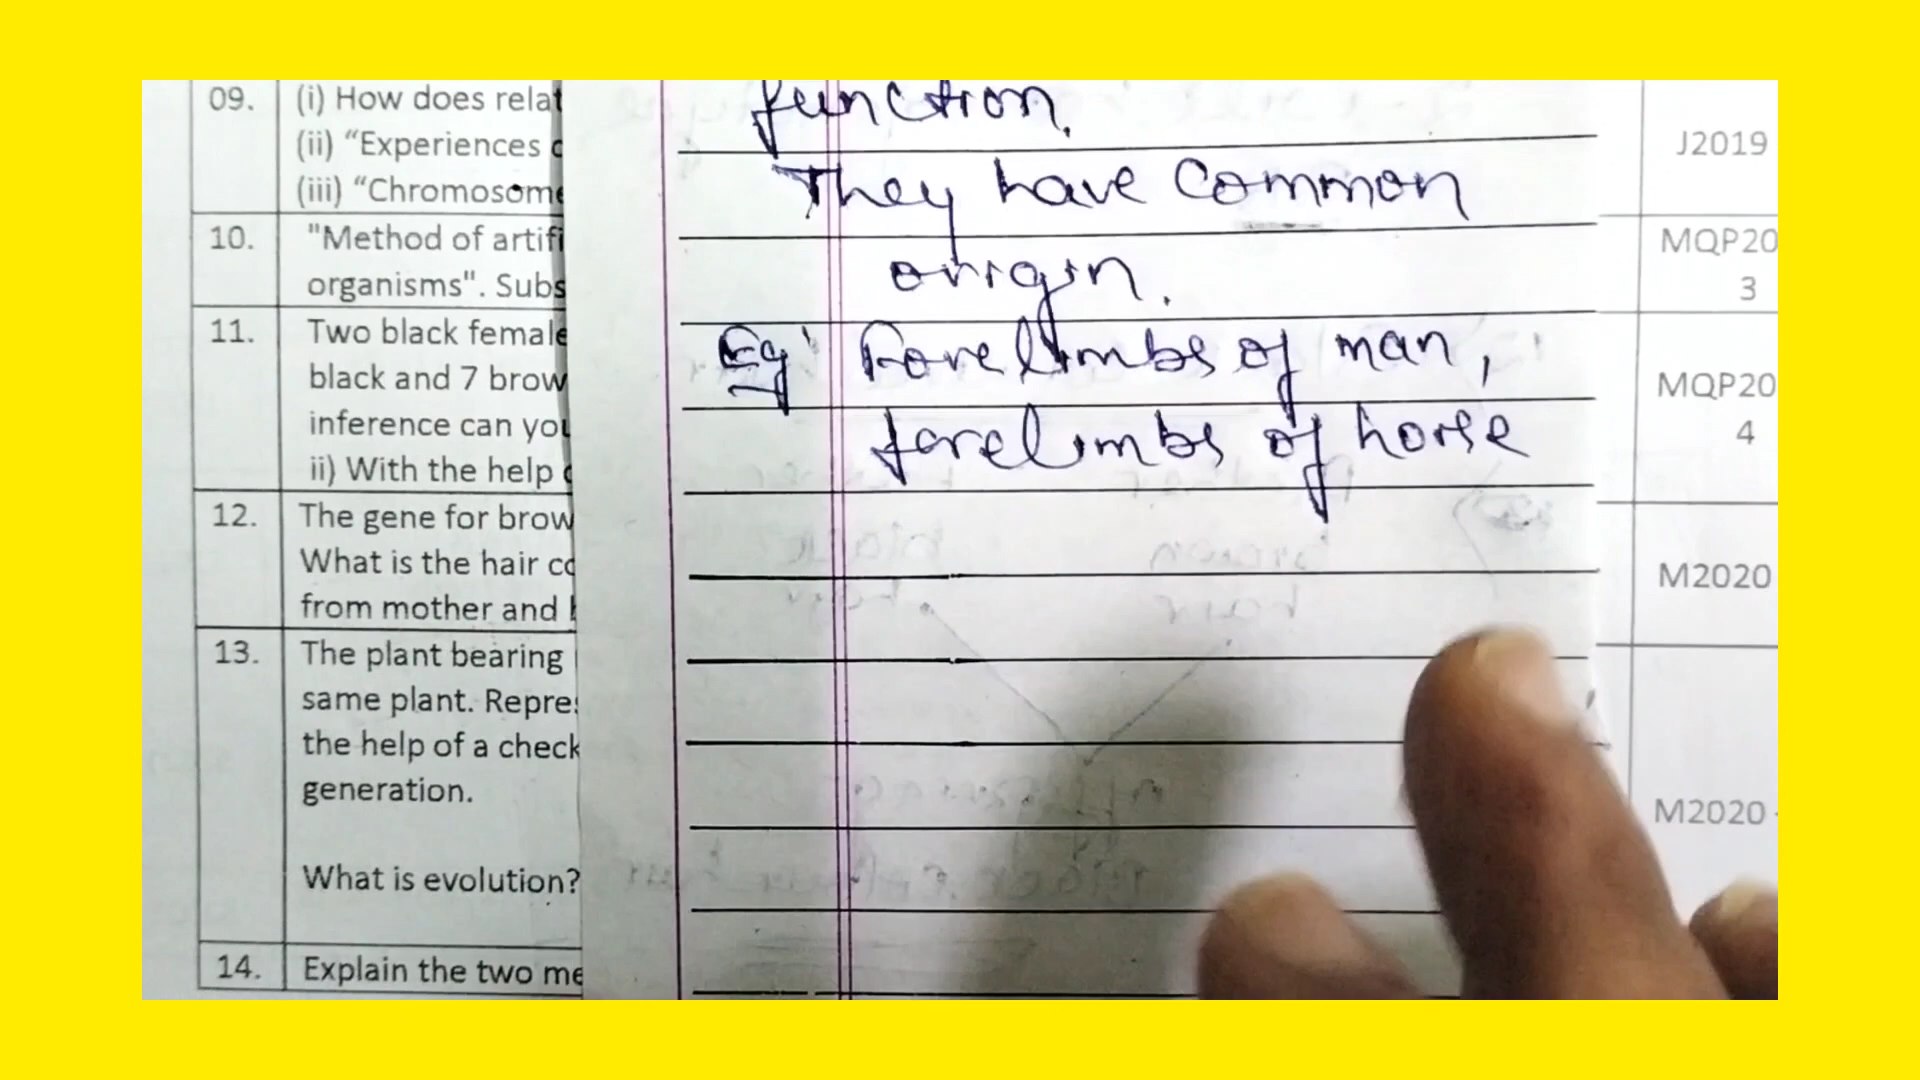 09.
(i) How does relat
(ii) “Experiences
(iii) “Chromosome
10.
"Method of artifi
organisms". Subs
11.
Two black female
black and 7 brow
inference can you
ii) With the help
12.
The gene for brow
What is the hair
from mother and
13.
The plant bearing
same plant. Repre
the help of a check
generation.
What is evolution?
14.
Explain the two me
function.
They have common
origin.
Eg' Forelimbs of man,
forelimbs of horse
J2019
MQP20
3
MQP20
4
M2020
M2020